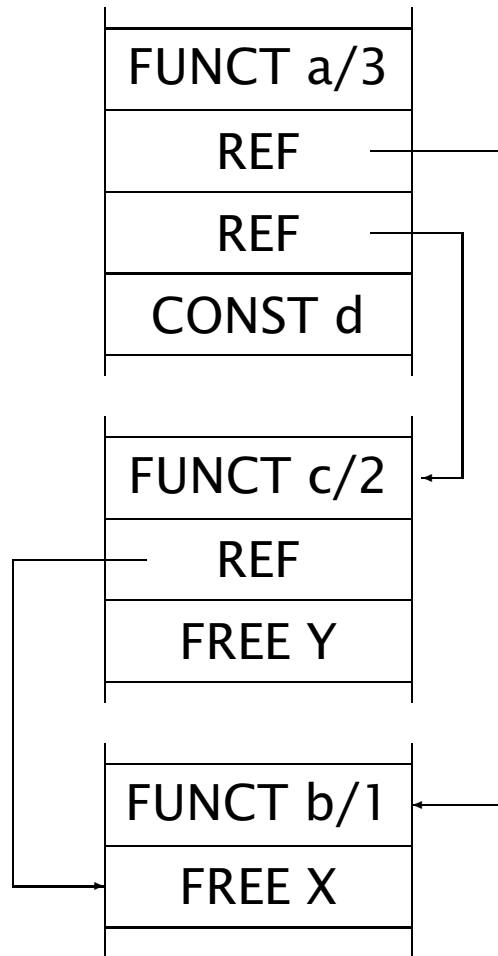 FUNCT a/3
REF
REF
CONST d
FUNCT c/2
REF
FREE Y
FUNCT b/1
FREE X